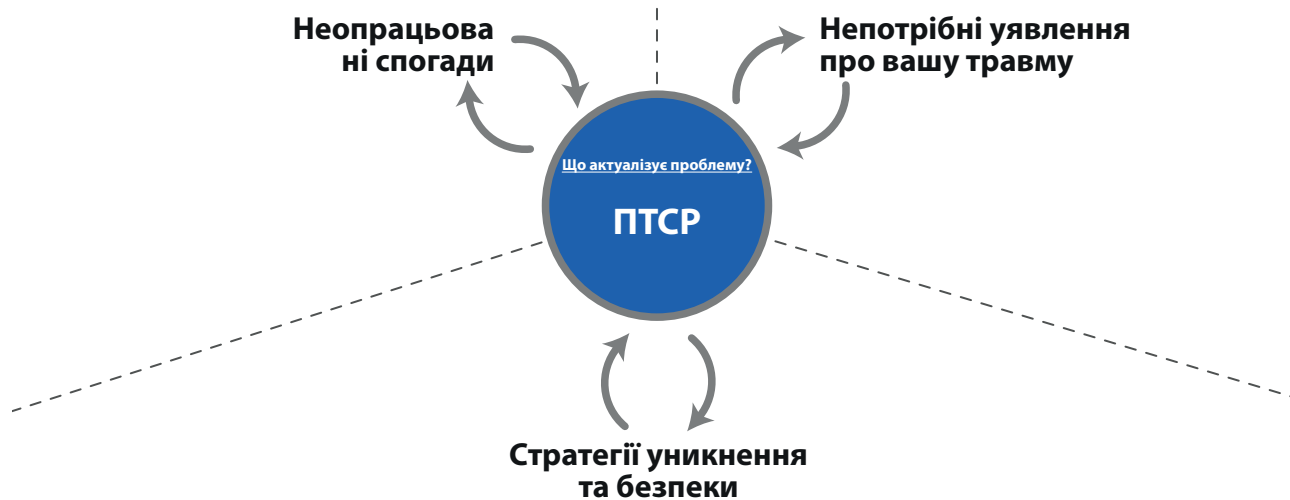 Неопрацьова
ні спогади
Непотрібні уявлення
про вашу травму
Що актуалізує проблему?
ПТСР
Стратегії уникнення
та безпеки